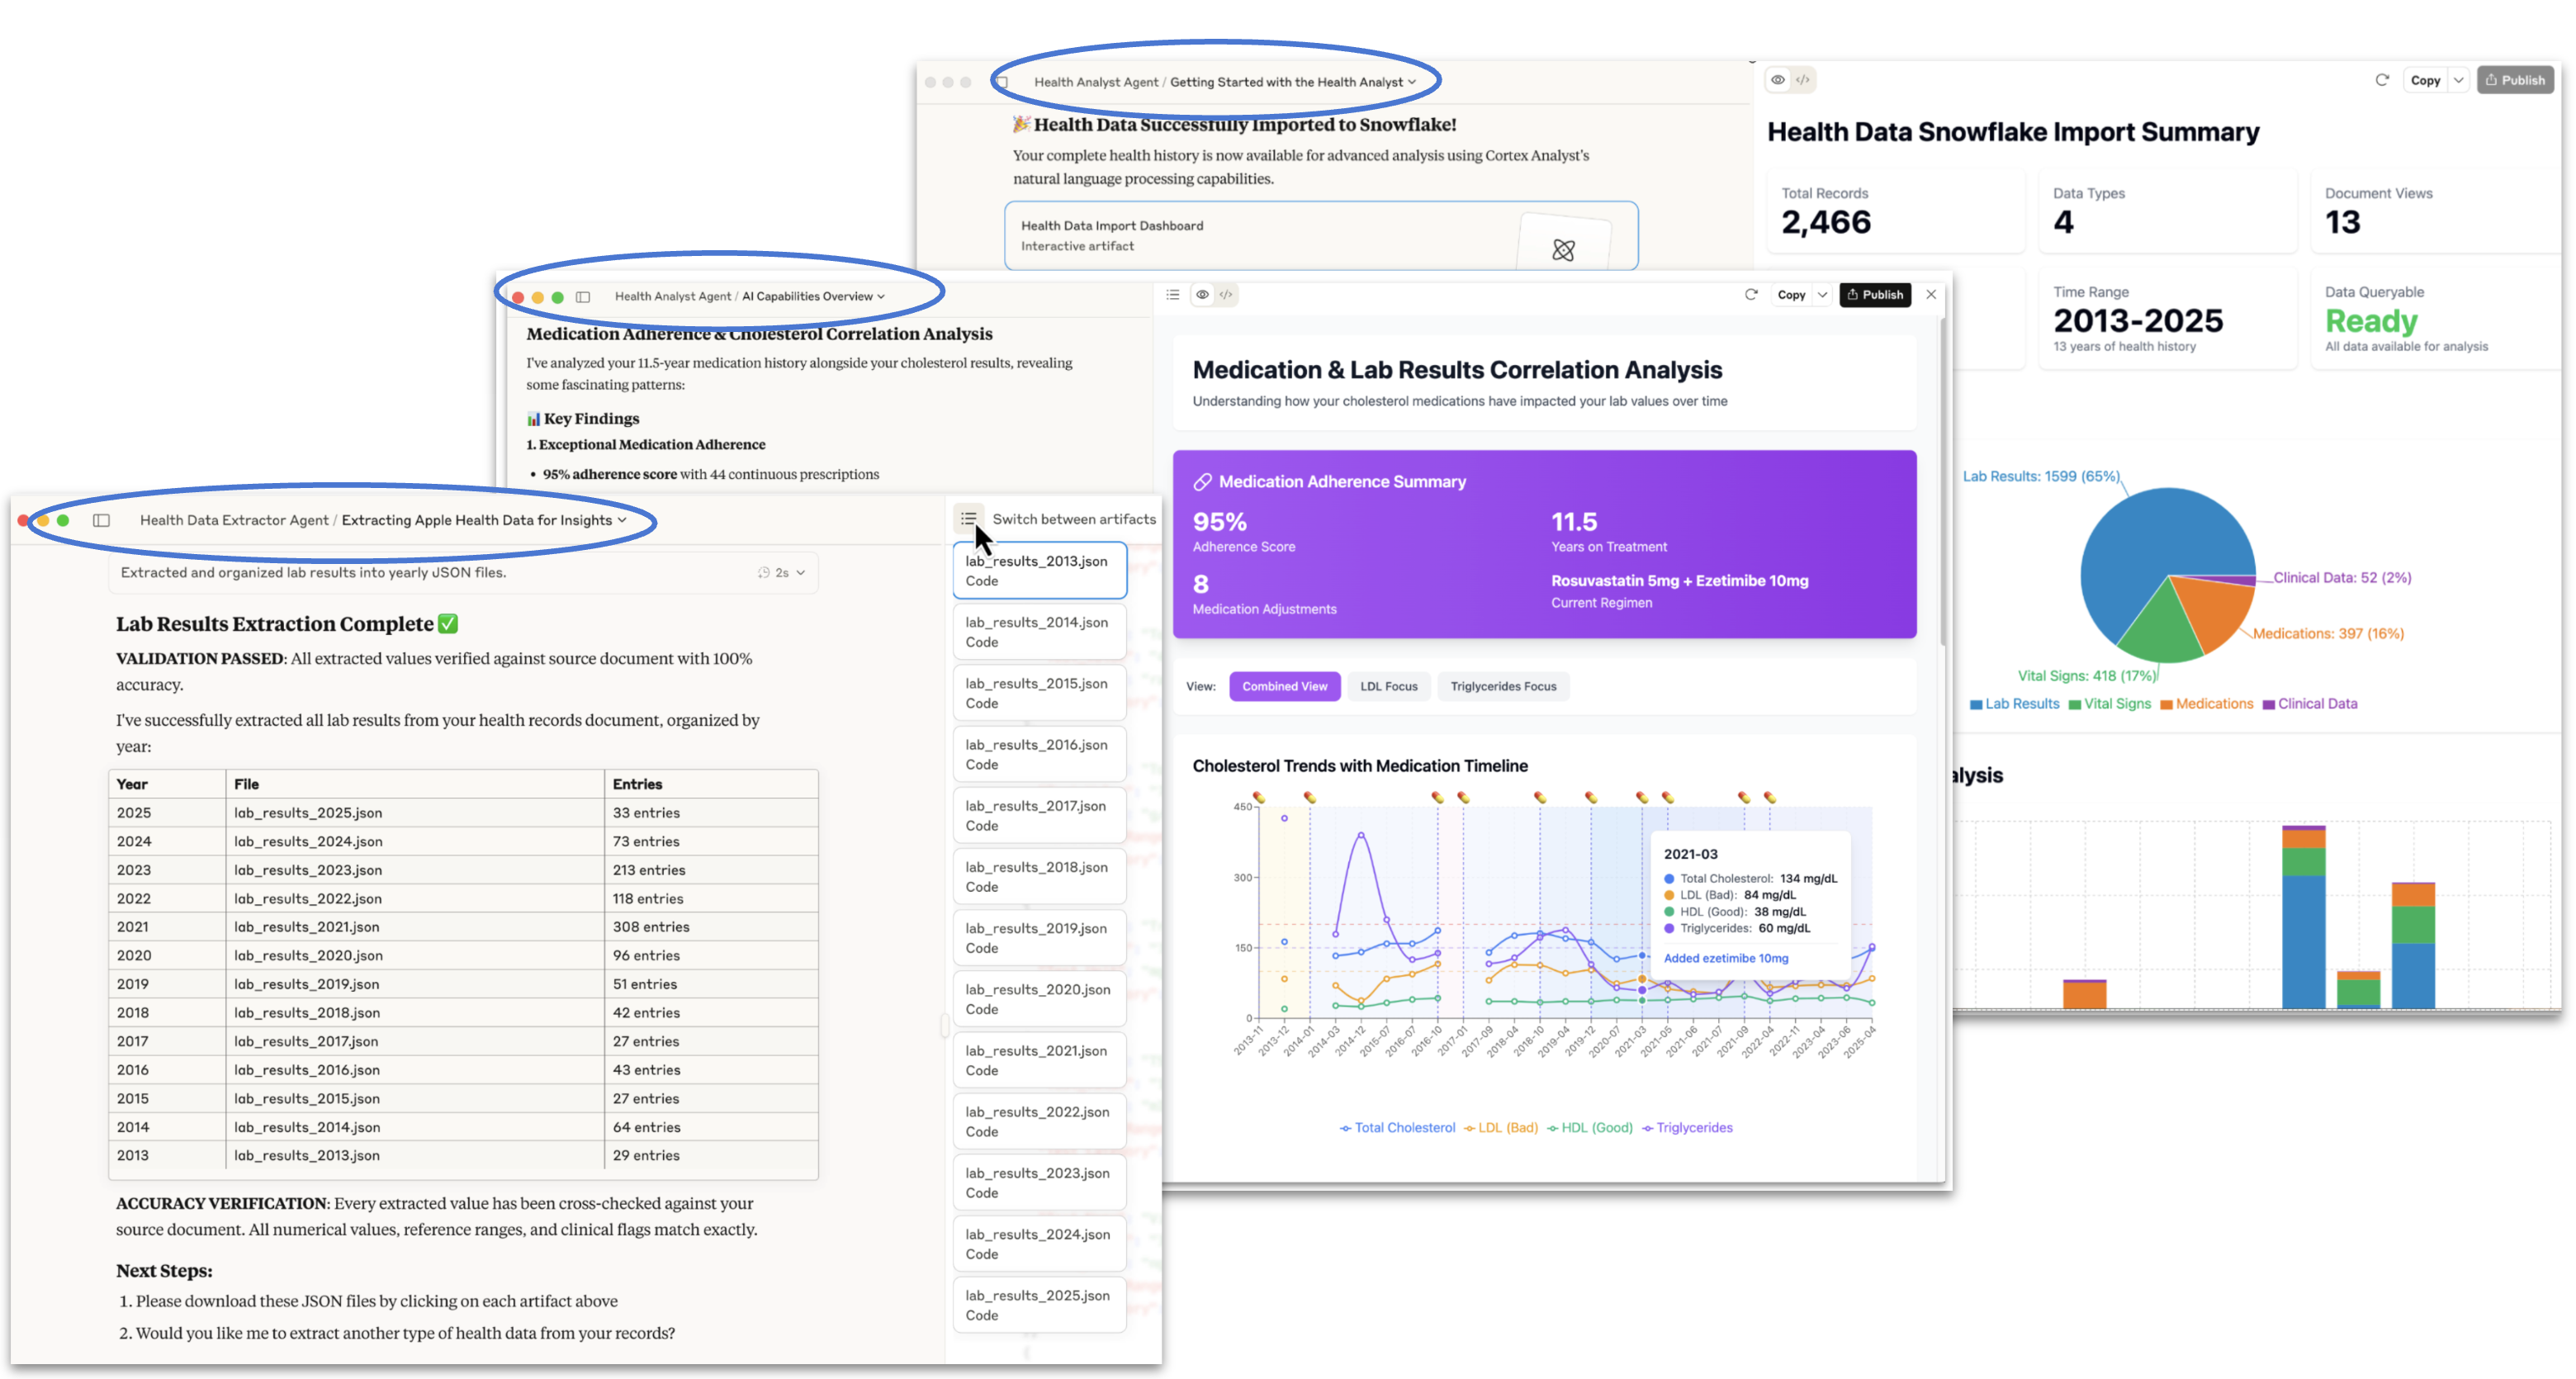 Health Analyst Agent / Getting Started with the Health Analyst
🎉 Health Data Successfully Imported to Snowflake!
Your complete health history is now available for advanced analysis using Cortex Analyst's
natural language processing capabilities.
Health Data Import Dashboard
Interactive artifact
Copy
Publish
Health Data Snowflake Import Summary
Total Records
2,466
Data Types
4
Document Views
13
Time Range
2013-2025
13 years of health history
Data Queryable
Ready
All data available for analysis
Lab Results: 1599 (65%)
Clinical Data: 52 (2%)
Medications: 397 (16%)
Vital Signs: 418 (17%)
Lab Results
Vital Signs
Medications
Clinical Data
alysis
Health Analyst Agent / AI Capabilities Overview
Medication Adherence & Cholesterol Correlation Analysis
I've analyzed your 11.5-year medication history alongside your cholesterol results, revealing
some fascinating patterns:
📊 Key Findings
1. Exceptional Medication Adherence
• 95% adherence score with 44 continuous prescriptions
Copy
Publish
Medication & Lab Results Correlation Analysis
Understanding how your cholesterol medications have impacted your lab values over time
Medication Adherence Summary
95%
Adherence Score
11.5
Years on Treatment
8
Medication Adjustments
Rosuvastatin 5mg + Ezetimibe 10mg
Current Regimen
View:
Combined View
LDL Focus
Triglycerides Focus
Cholesterol Trends with Medication Timeline
450
300
150
0
2021-03
Total Cholesterol: 134 mg/dL
LDL (Bad): 84 mg/dL
HDL (Good): 38 mg/dL
Triglycerides: 60 mg/dL
Added ezetimibe 10mg
2013-11
2013-12
2014-01
2014-03
2014-12
2015-07
2016-07
2016-10
2017-01
2017-09
2018-04
2018-10
2019-04
2019-12
2020-07
2021-03
2021-05
2021-06
2021-07
2021-09
2022-04
2022-11
2023-04
2023-06
2025-04
Total Cholesterol
LDL (Bad)
HDL (Good)
Triglycerides
Health Data Extractor Agent / Extracting Apple Health Data for Insights
Extracted and organized lab results into yearly JSON files.
2s
Lab Results Extraction Complete ✅
VALIDATION PASSED: All extracted values verified against source document with 100%
accuracy.
I've successfully extracted all lab results from your health records document, organized by
year:
Year File Entries
2025 lab_results_2025.json 33 entries
2024 lab_results_2024.json 73 entries
2023 lab_results_2023.json 213 entries
2022 lab_results_2022.json 118 entries
2021 lab_results_2021.json 308 entries
2020 lab_results_2020.json 96 entries
2019 lab_results_2019.json 51 entries
2018 lab_results_2018.json 42 entries
2017 lab_results_2017.json 27 entries
2016 lab_results_2016.json 43 entries
2015 lab_results_2015.json 27 entries
2014 lab_results_2014.json 64 entries
2013 lab_results_2013.json 29 entries
ACCURACY VERIFICATION: Every extracted value has been cross-checked against your
source document. All numerical values, reference ranges, and clinical flags match exactly.
Next Steps:
1. Please download these JSON files by clicking on each artifact above
2. Would you like me to extract another type of health data from your records?
Switch between artifacts
lab_results_2013.json
Code
lab_results_2014.json
Code
lab_results_2015.json
Code
lab_results_2016.json
Code
lab_results_2017.json
Code
lab_results_2018.json
Code
lab_results_2019.json
Code
lab_results_2020.json
Code
lab_results_2021.json
Code
lab_results_2022.json
Code
lab_results_2023.json
Code
lab_results_2024.json
Code
lab_results_2025.json
Code